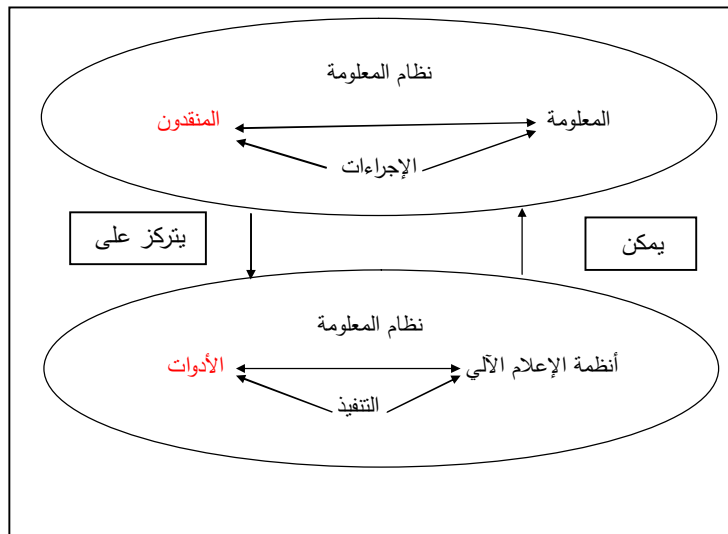 نظام المعلومة
المعلومة
المنقدون
الإجراءات
يمكن
يتركز على
نظام المعلومة
أنظمة الإعلام الآلي
الأدوات
التنفيذ